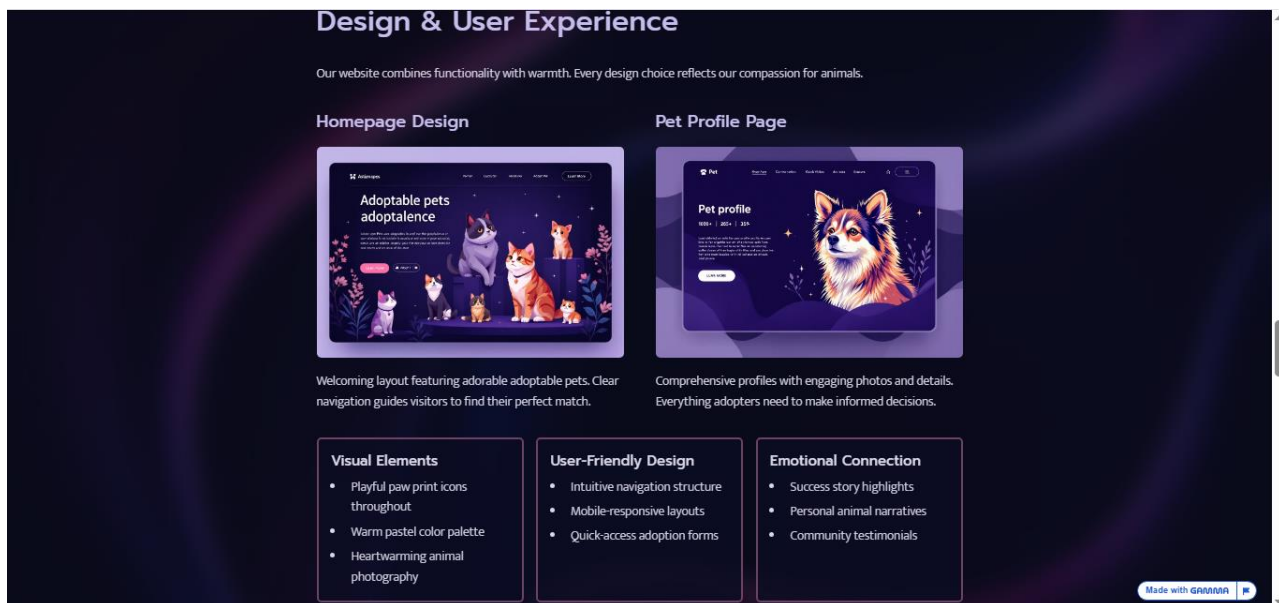 Design & User Experience
Our website combines functionality with warmth. Every design choice reflects our compassion for animals.
Homepage Design
Adoptable pets
adoptalence
Learn More
Welcoming layout featuring adorable adoptable pets. Clear
navigation guides visitors to find their perfect match.
Pet Profile Page
Pet
Pet profile
Comprehensive profiles with engaging photos and details.
Everything adopters need to make informed decisions.
Visual Elements
Playful paw print icons
throughout
Warm pastel color palette
Heartwarming animal
photography
User-Friendly Design
Intuitive navigation structure
Mobile-responsive layouts
Quick-access adoption forms
Emotional Connection
Success story highlights
Personal animal narratives
Community testimonials
Made with GAMMA